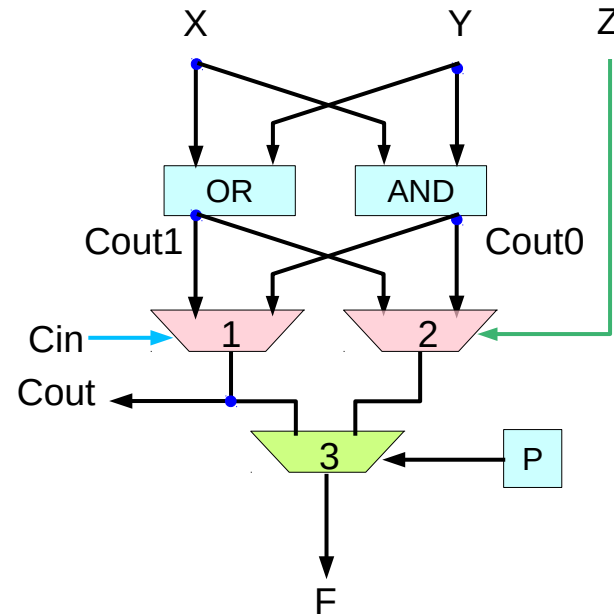 X Y Z
OR AND
Cout1 Cout0
Cin 1 2
Cout
3 P
F